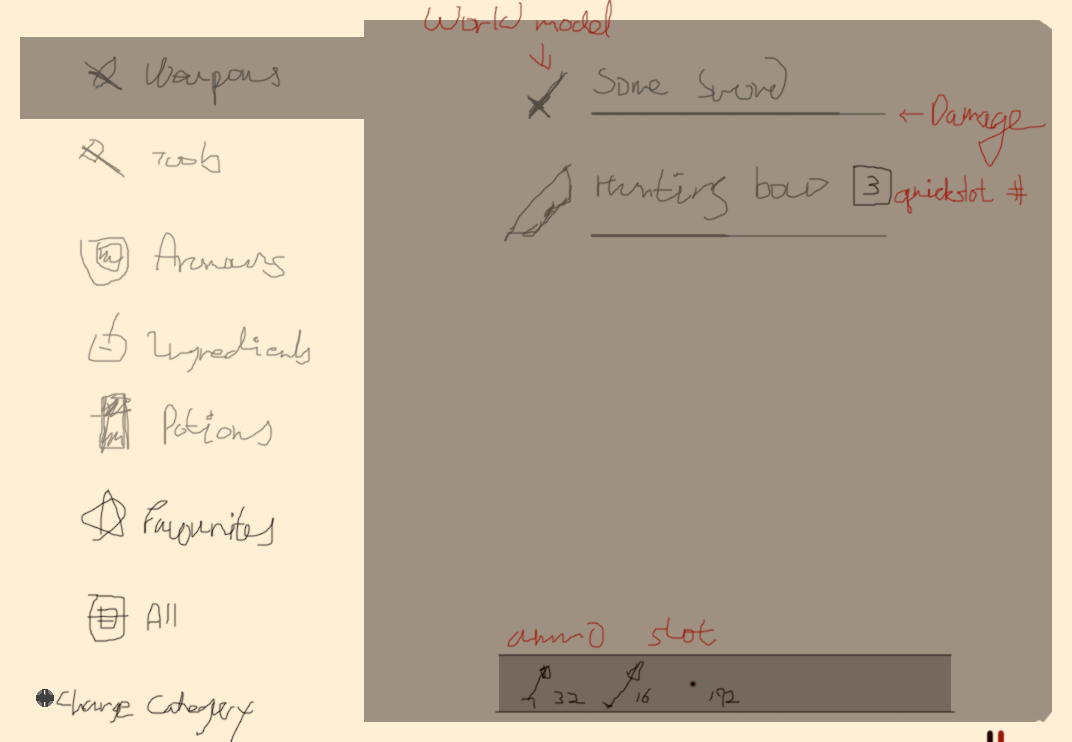 World model
Weapons
Some Sword
← Damage
Tools
Hunting bow 3 quickslot #
Armours
Ingredients
Potions
Favourites
All
ammo slot
32 16 192
Change Category